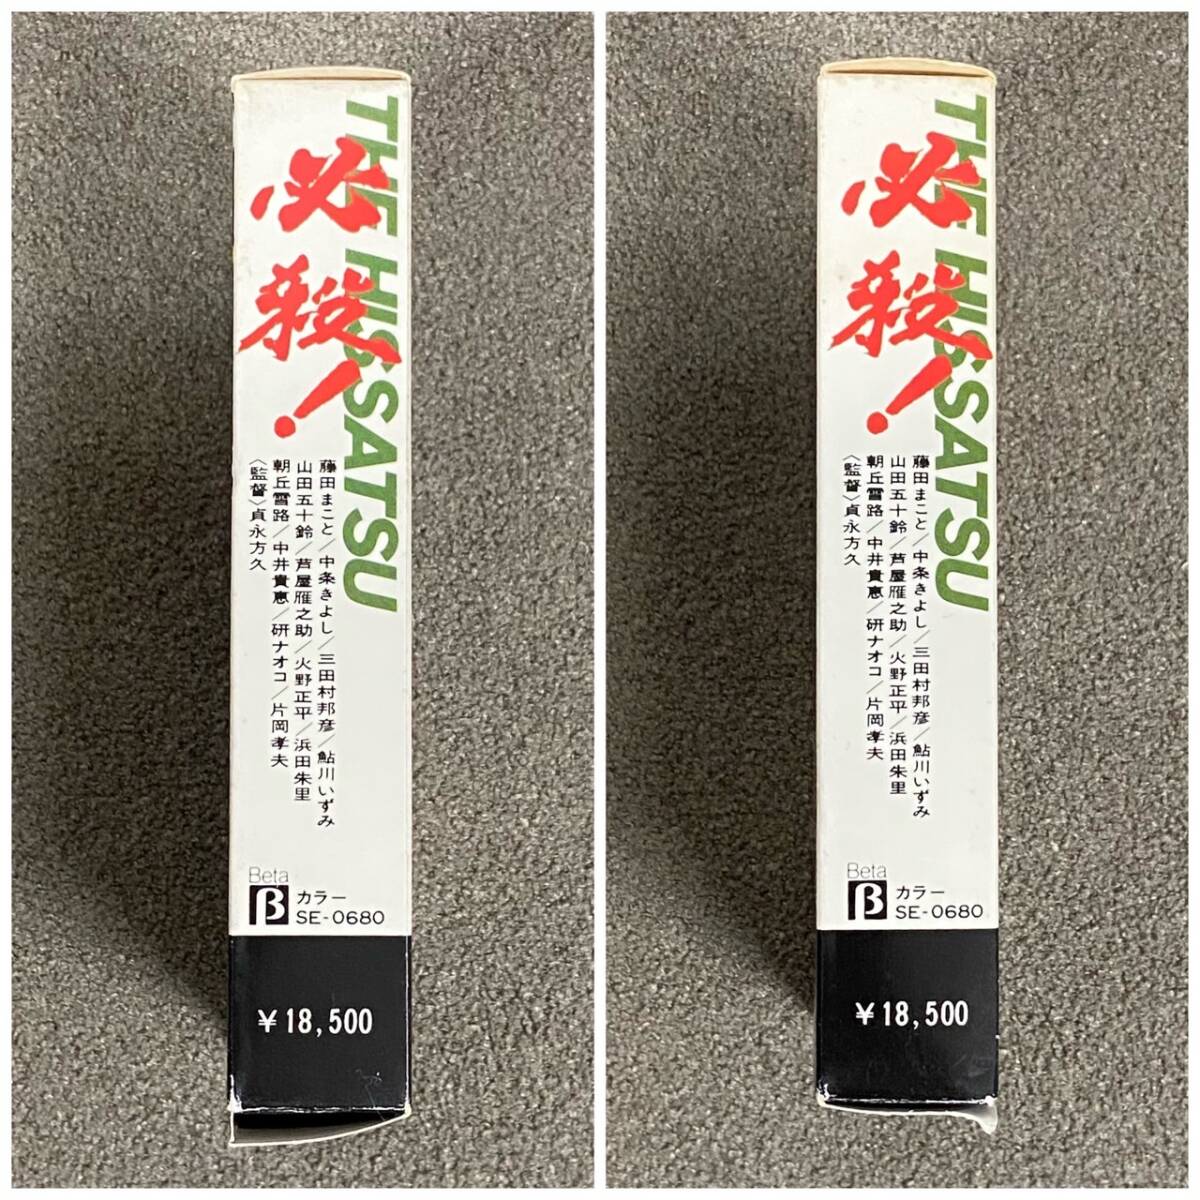 THE HISSATSU
必殺!
藤田まこと/中条きよし/三田村邦彦/鮎川いずみ
山田五十鈴/芦屋雁之助/火野正平/浜田朱里
朝丘雪路/中井貴恵/研ナオコ/片岡孝夫
〈監督〉貞永方久
Beta
β カラー
SE-0680
¥18,500
THE HISSATSU
必殺!
藤田まこと/中条きよし/三田村邦彦/鮎川いずみ
山田五十鈴/芦屋雁之助/火野正平/浜田朱里
朝丘雪路/中井貴恵/研ナオコ/片岡孝夫
〈監督〉貞永方久
Beta
β カラー
SE-0680
¥18,500